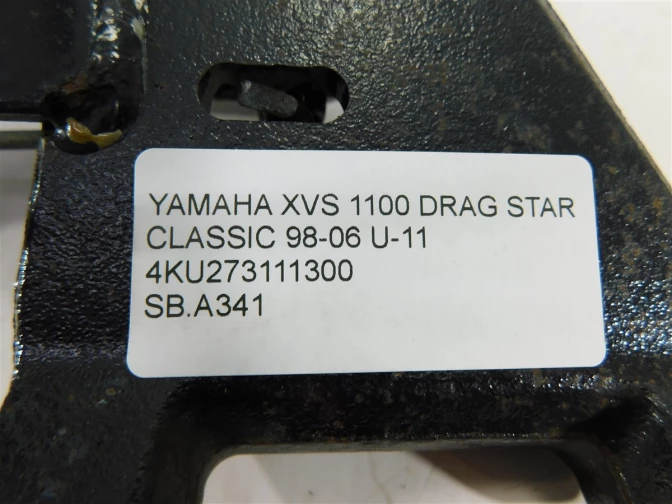 YAMAHA XVS 1100 DRAG STAR
CLASSIC 98-06 U-11
4KU273111300
SB.A341